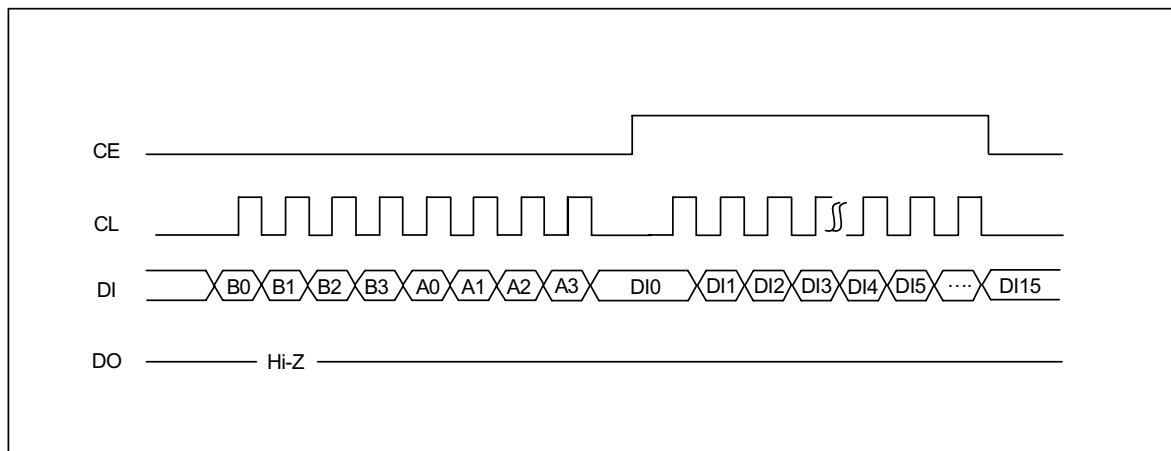 CE
CL
DI B0 B1 B2 B3 A0 A1 A2 A3 DI0 DI1 DI2 DI3 DI4 DI5 .... DI15
DO Hi-Z